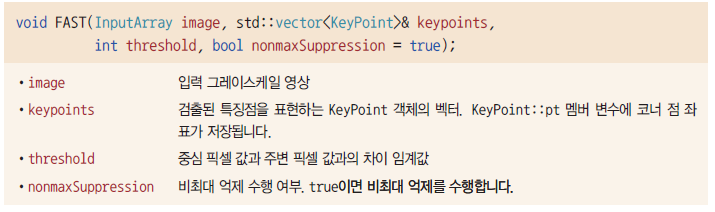 void FAST(InputArray image, std::vector<KeyPoint>& keypoints,
int threshold, bool nonmaxSuppression = true);
• image 입력 그레이스케일 영상
• keypoints 검출된 특징점을 표현하는 KeyPoint 객체의 벡터. KeyPoint::pt 멤버 변수에 코너 점 좌
표가 저장됩니다.
• threshold 중심 픽셀 값과 주변 픽셀 값과의 차이 임계값
• nonmaxSuppression 비최대 억제 수행 여부. true이면 비최대 억제를 수행합니다.